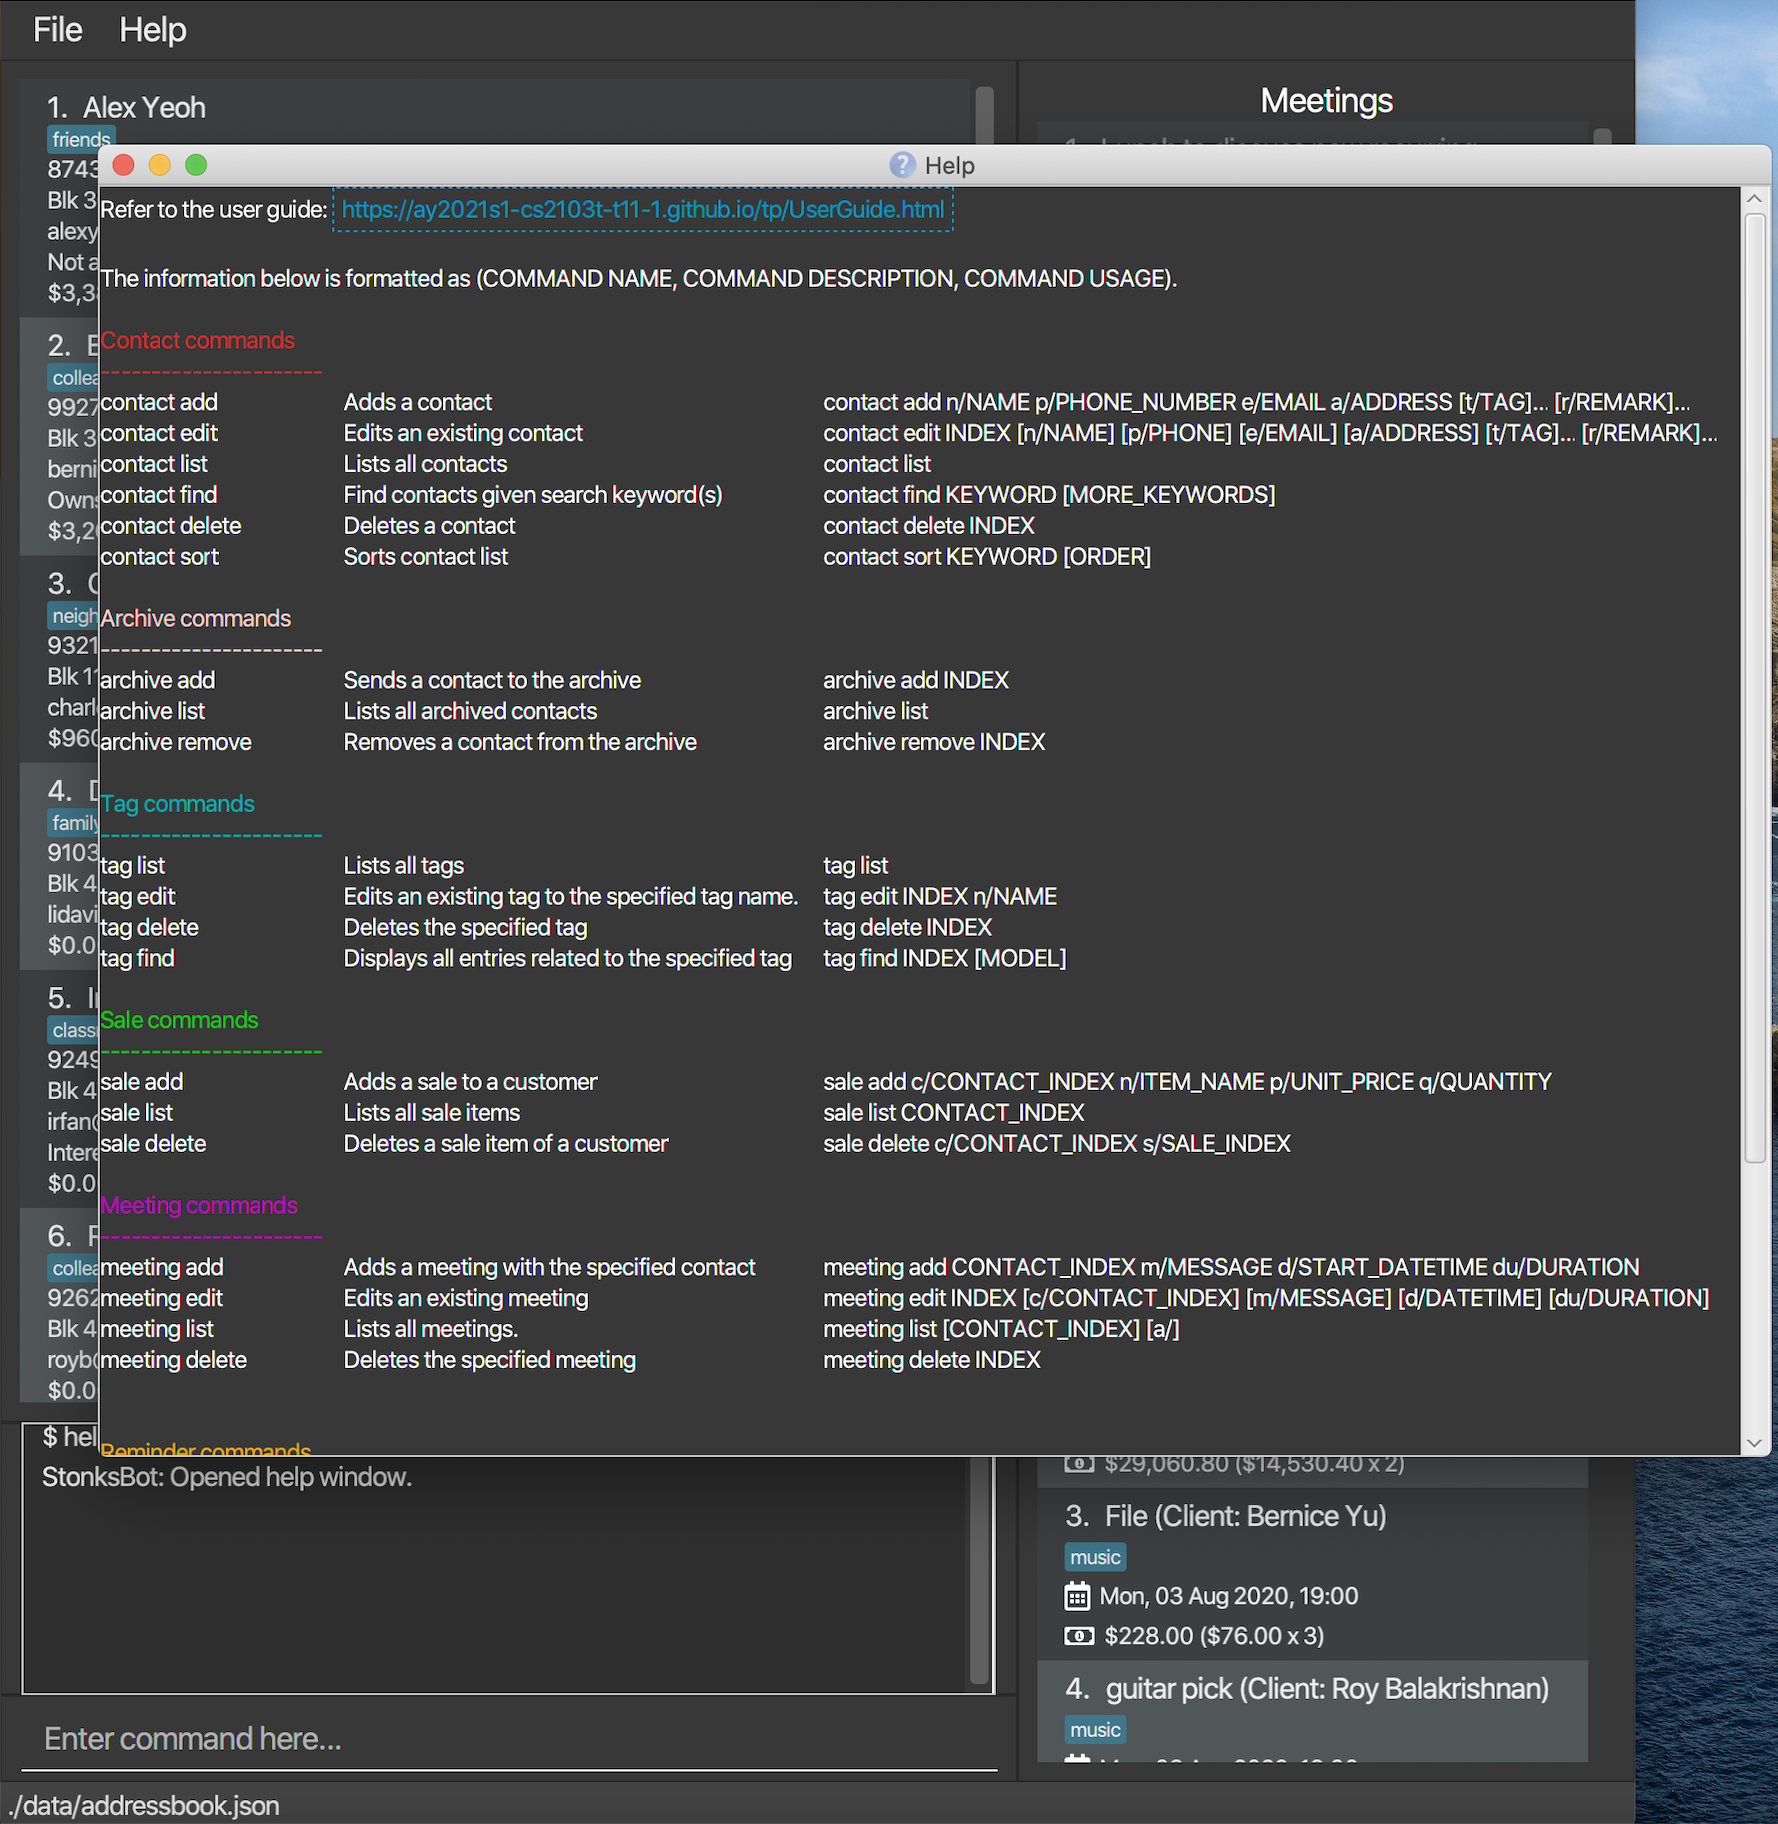 File Help
1. Alex Yeoh
friends
8743
Blk 3
alexy
Not a
$3,3
2.
collea
9927
Blk 3
berni
Owns
$3,20
3.
neigh
9321
Blk 11
charl
$960
4.
family
9103
Blk 4
lidavi
$0.0
5.
class
9249
Blk 4
irfan
Intere
$0.0
6.
collea
9262
Blk 4
royb
$0.0
Meetings
Help
Refer to the user guide: https://ay2021s1-cs2103t-t11-1.github.io/tp/UserGuide.html
The information below is formatted as (COMMAND NAME, COMMAND DESCRIPTION, COMMAND USAGE).
Contact commands
----------------------
contact add Adds a contact contact add n/NAME p/PHONE_NUMBER e/EMAIL a/ADDRESS [t/TAG]... [r/REMARK]...
contact edit Edits an existing contact contact edit INDEX [n/NAME] [p/PHONE] [e/EMAIL] [a/ADDRESS] [t/TAG]... [r/REMARK]...
contact list Lists all contacts contact list
contact find Find contacts given search keyword(s) contact find KEYWORD [MORE_KEYWORDS]
contact delete Deletes a contact contact delete INDEX
contact sort Sorts contact list contact sort KEYWORD [ORDER]
Archive commands
----------------------
archive add Sends a contact to the archive archive add INDEX
archive list Lists all archived contacts archive list
archive remove Removes a contact from the archive archive remove INDEX
Tag commands
----------------------
tag list Lists all tags tag list
tag edit Edits an existing tag to the specified tag name. tag edit INDEX n/NAME
tag delete Deletes the specified tag tag delete INDEX
tag find Displays all entries related to the specified tag tag find INDEX [MODEL]
Sale commands
----------------------
sale add Adds a sale to a customer sale add c/CONTACT_INDEX n/ITEM_NAME p/UNIT_PRICE q/QUANTITY
sale list Lists all sale items sale list CONTACT_INDEX
sale delete Deletes a sale item of a customer sale delete c/CONTACT_INDEX s/SALE_INDEX
Meeting commands
----------------------
meeting add Adds a meeting with the specified contact meeting add CONTACT_INDEX m/MESSAGE d/START_DATETIME du/DURATION
meeting edit Edits an existing meeting meeting edit INDEX [c/CONTACT_INDEX] [m/MESSAGE] [d/DATETIME] [du/DURATION]
meeting list Lists all meetings. meeting list [CONTACT_INDEX] [a/]
meeting delete Deletes the specified meeting meeting delete INDEX
Reminder commands
$ hel
StonksBot: Opened help window.
$29,060.80 ($14,530.40 x 2)
3. File (Client: Bernice Yu)
music
Mon, 03 Aug 2020, 19:00
$228.00 ($76.00 x 3)
4. guitar pick (Client: Roy Balakrishnan)
music
Enter command here...
./data/addressbook.json